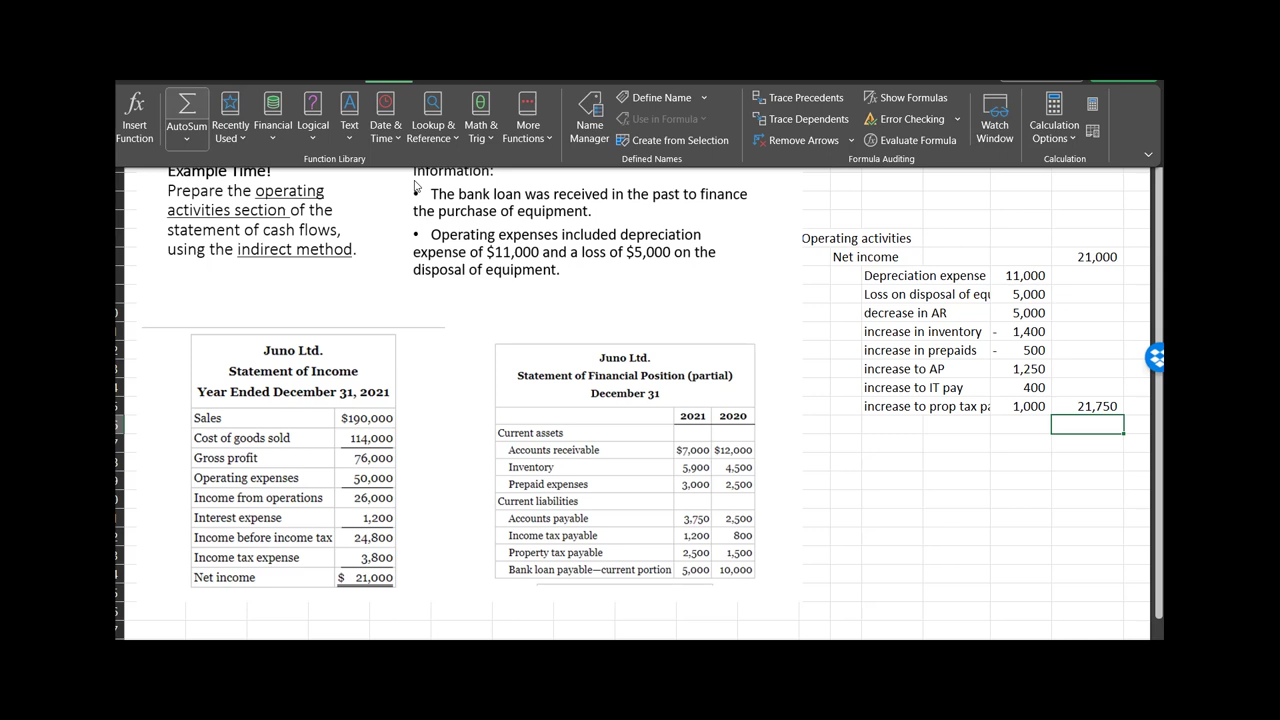 fx
Insert Function
AutoSum
Recently Used
Financial
Logical
Text
Date & Time
Lookup & Reference
Math & Trig
More Functions
Function Library
Name Manager
Define Name
Use in Formula
Create from Selection
Defined Names
Trace Precedents
Trace Dependents
Remove Arrows
Show Formulas
Error Checking
Evaluate Formula
Formula Auditing
Watch Window
Calculation Options
Calculation
Example Time!
Prepare the operating
activities section of the
statement of cash flows,
using the indirect method.
information:
• The bank loan was received in the past to finance
the purchase of equipment.
• Operating expenses included depreciation
expense of $11,000 and a loss of $5,000 on the
disposal of equipment.
Juno Ltd.
Statement of Income
Year Ended December 31, 2021
Sales $190,000
Cost of goods sold 114,000
Gross profit 76,000
Operating expenses 50,000
Income from operations 26,000
Interest expense 1,200
Income before income tax 24,800
Income tax expense 3,800
Net income $ 21,000
Juno Ltd.
Statement of Financial Position (partial)
December 31
2021 2020
Current assets
Accounts receivable $7,000 $12,000
Inventory 5,900 4,500
Prepaid expenses 3,000 2,500
Current liabilities
Accounts payable 3,750 2,500
Income tax payable 1,200 800
Property tax payable 2,500 1,500
Bank loan payable—current portion 5,000 10,000
Operating activities
Net income 21,000
Depreciation expense 11,000
Loss on disposal of equ 5,000
decrease in AR 5,000
increase in inventory - 1,400
increase in prepaids - 500
increase to AP 1,250
increase to IT pay 400
increase to prop tax pa 1,000 21,750